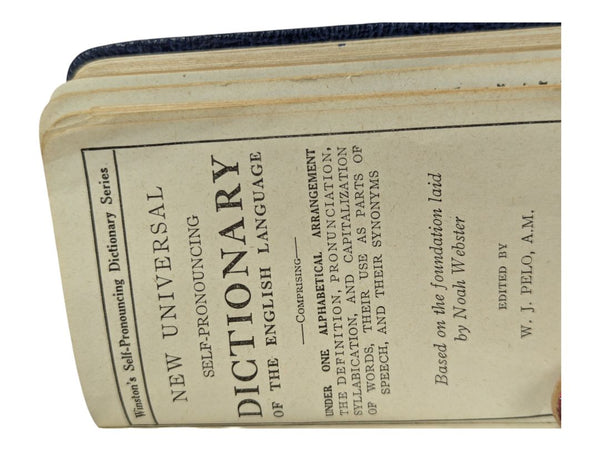 Winston's Self-Pronouncing Dictionary Series
NEW UNIVERSAL
SELF-PRONOUNCING
DICTIONARY
OF THE ENGLISH LANGUAGE
—COMPRISING—
UNDER ONE ALPHABETICAL ARRANGEMENT
THE DEFINITION, PRONUNCIATION,
SYLLABICATION, AND CAPITALIZATION
OF WORDS, THEIR USE AS PARTS OF
SPEECH, AND THEIR SYNONYMS
Based on the foundation laid
by Noah Webster
EDITED BY
W. J. PELO, A.M.